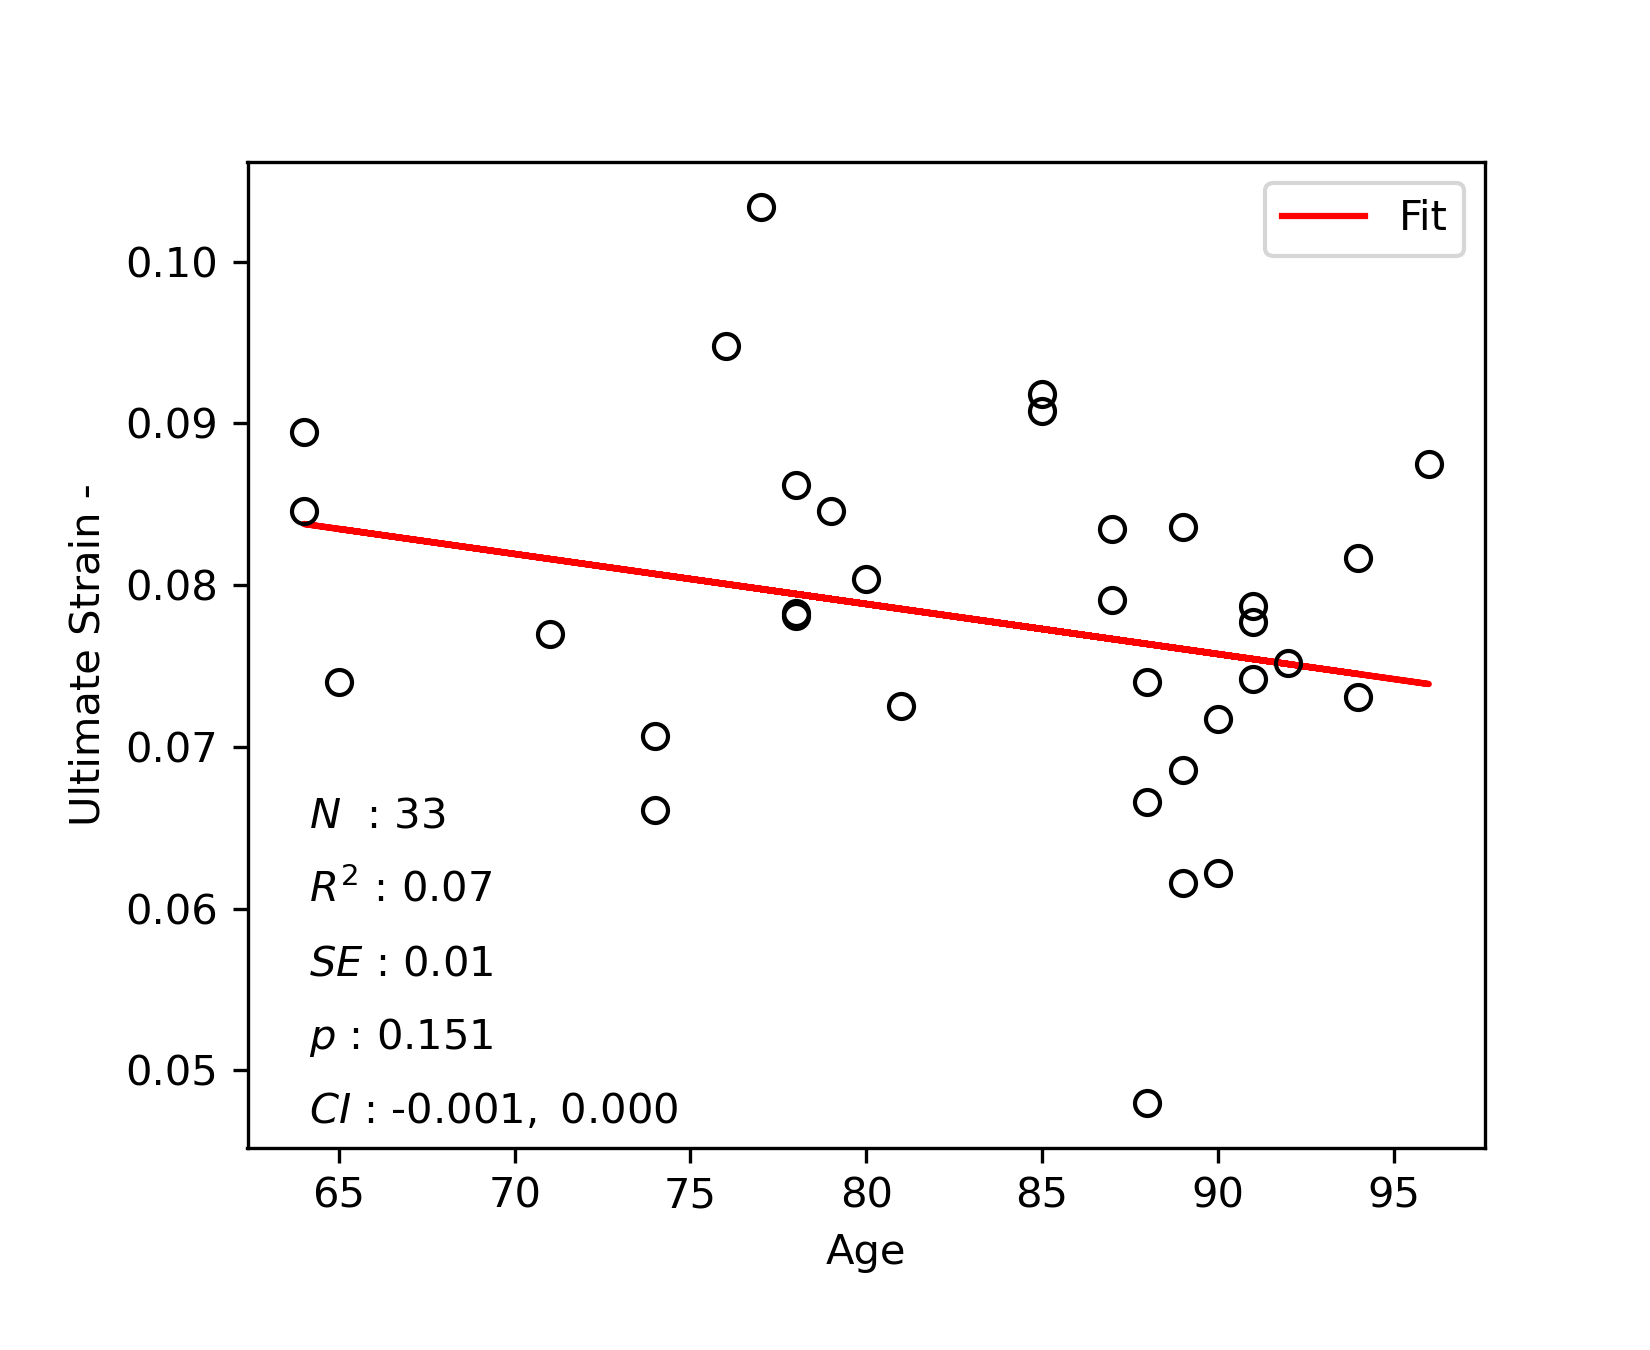 Fit
0.10
0.09
0.08
0.07
0.06
0.05
Ultimate Strain -
N : 33
R² : 0.07
SE : 0.01
p : 0.151
CI : -0.001, 0.000
65 70 75 80 85 90 95
Age